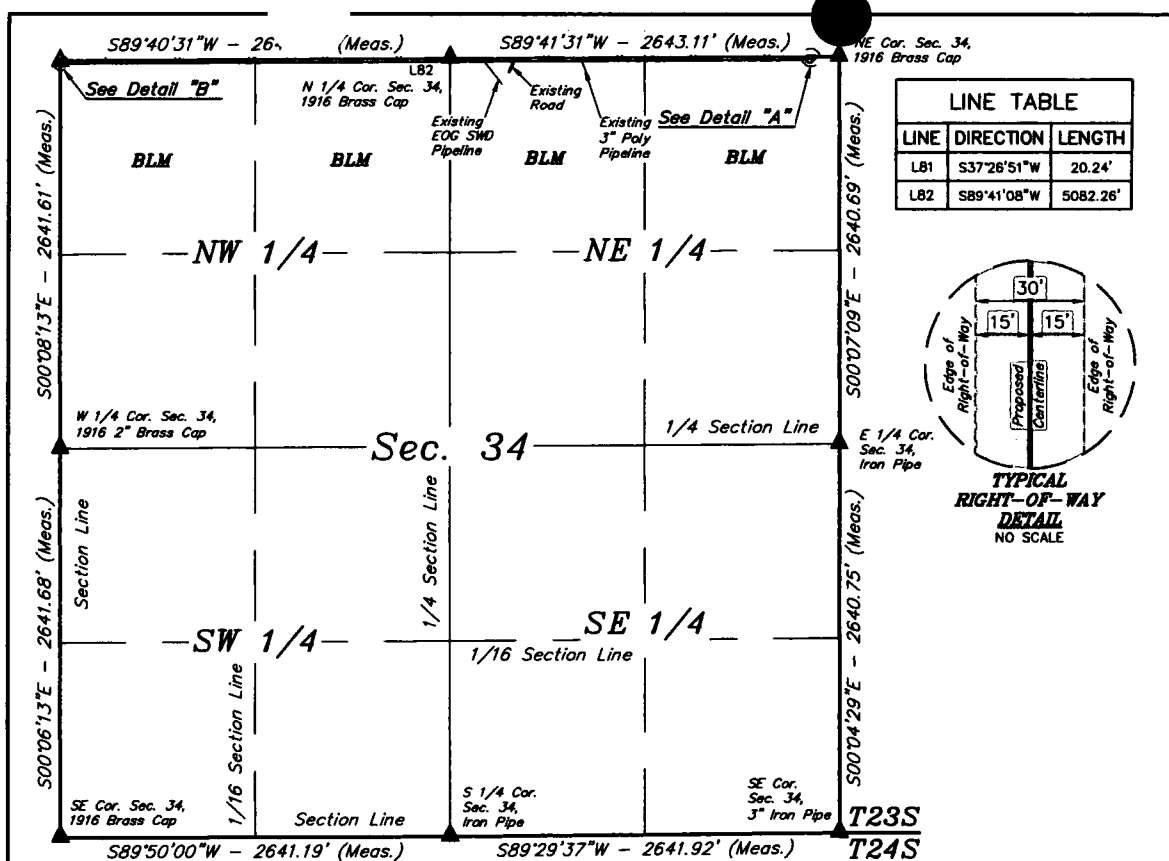 S89°40'31"W - 26 (Meas.)
S89°41'31"W - 2643.11' (Meas.)
NE Cor. Sec. 34,
1916 Brass Cap
See Detail "B"
N 1/4 Cor. Sec. 34,
1916 Brass Cap
L82
Existing
EOG SWD
Pipeline
Existing
Road
Existing
3" Poly
Pipeline
See Detail "A"
BLM
BLM
BLM
BLM
LINE TABLE
LINE DIRECTION LENGTH
L81 S37°26'51"W 20.24'
L82 S89°41'08"W 5082.26'
S00°08'13"E - 2641.61' (Meas.)
NW 1/4
NE 1/4
S00°07'09"E - 2640.69' (Meas.)
30'
15' 15'
Edge of
Right-of-Way
Proposed
Centerline
Edge of
Right-of-Way
TYPICAL
RIGHT-OF-WAY
DETAIL
NO SCALE
W 1/4 Cor. Sec. 34,
1916 2" Brass Cap
Sec. 34
1/4 Section Line
E 1/4 Cor.
Sec. 34,
Iron Pipe
S00°06'13"E - 2641.68' (Meas.)
Section Line
1/4 Section Line
SW 1/4
SE 1/4
1/16 Section Line
1/16 Section Line
S00°04'29"E - 2640.75' (Meas.)
SE Cor. Sec. 34,
1916 Brass Cap
Section Line
S 1/4 Cor.
Sec. 34,
Iron Pipe
SE Cor.
Sec. 34,
3" Iron Pipe
T23S
T24S
S89°50'00"W - 2641.19' (Meas.)
S89°29'37"W - 2641.92' (Meas.)